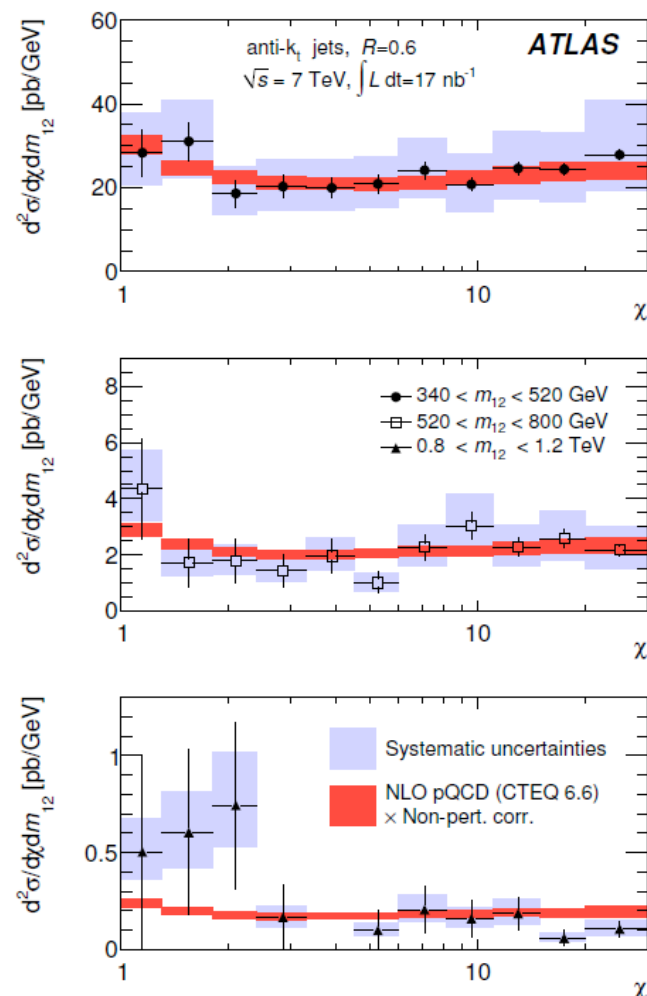 60
40
20
0
d²σ/dχdm₁₂ [pb/GeV]
anti-kₜ jets, R=0.6
ATLAS
√s = 7 TeV, ∫L dt=17 nb⁻¹
1
10
χ
8
6
4
2
0
d²σ/dχdm₁₂ [pb/GeV]
340 < m₁₂ < 520 GeV
520 < m₁₂ < 800 GeV
0.8 < m₁₂ < 1.2 TeV
1
10
χ
1
0.5
0
d²σ/dχdm₁₂ [pb/GeV]
Systematic uncertainties
NLO pQCD (CTEQ 6.6)
× Non-pert. corr.
1
10
χ